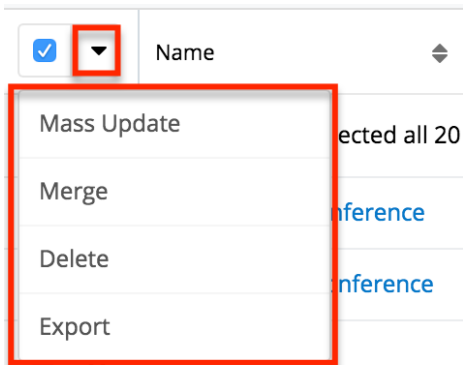 Name
Mass Update
ected all 20
Merge
nference
Delete
nference
Export